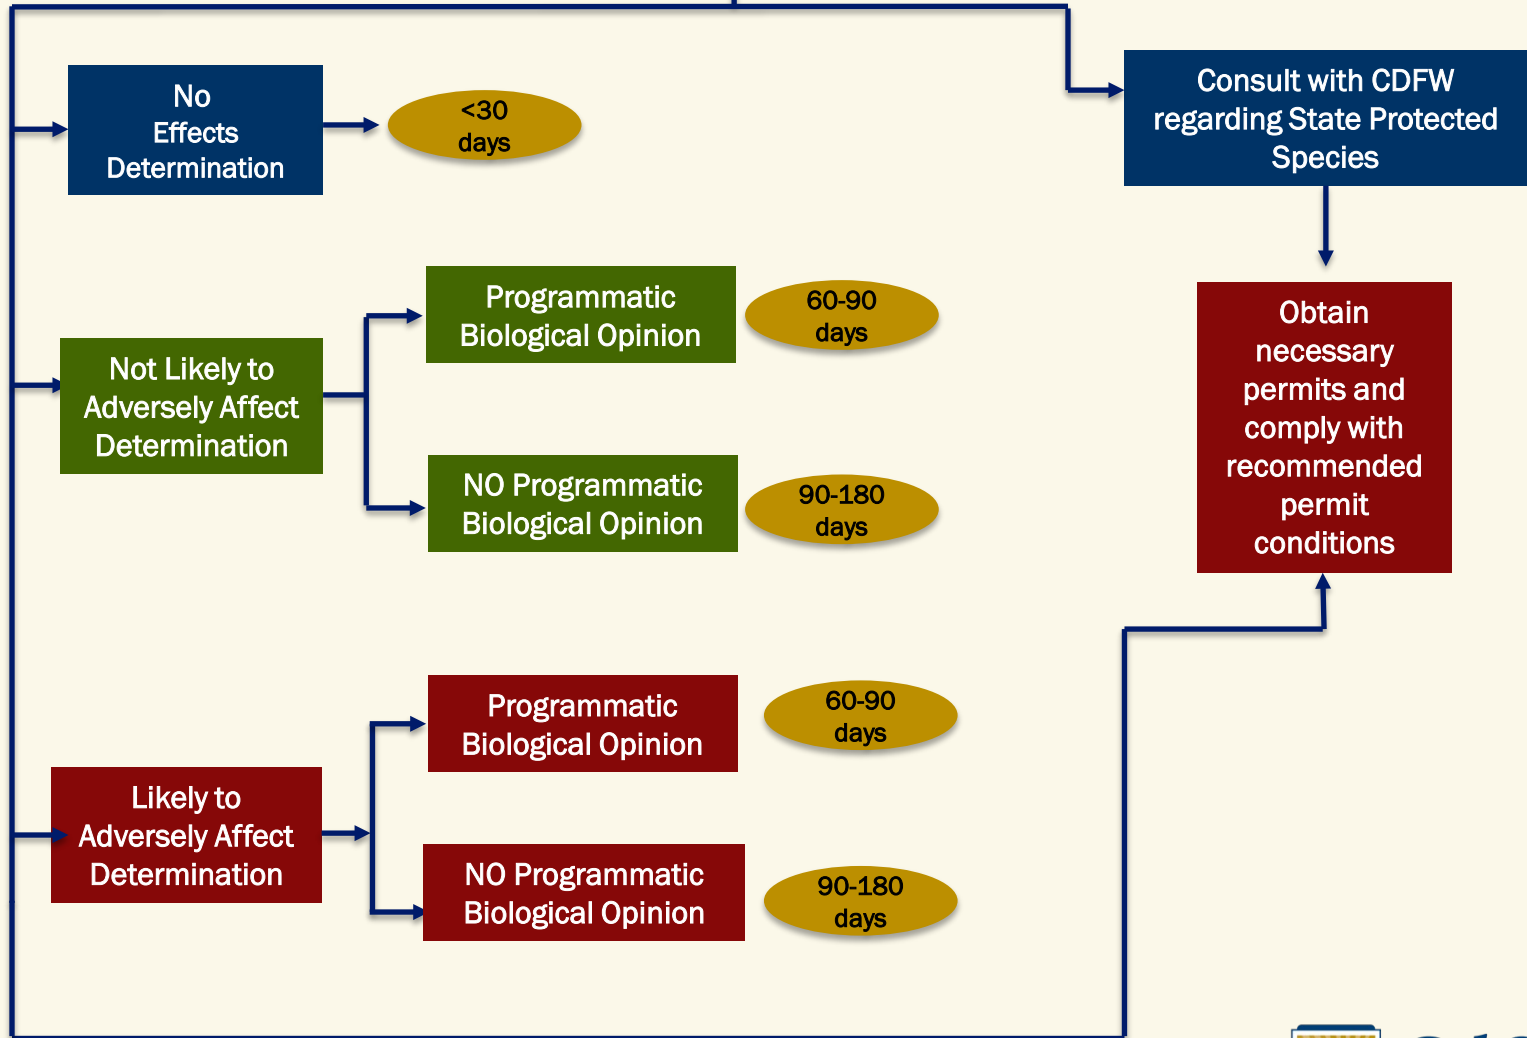 No
Effects
Determination
<30
days
Consult with CDFW
regarding State Protected
Species
Programmatic
Biological Opinion
60-90
days
Not Likely to
Adversely Affect
Determination
NO Programmatic
Biological Opinion
90-180
days
Obtain
necessary
permits and
comply with
recommended
permit
conditions
Programmatic
Biological Opinion
60-90
days
Likely to
Adversely Affect
Determination
NO Programmatic
Biological Opinion
90-180
days